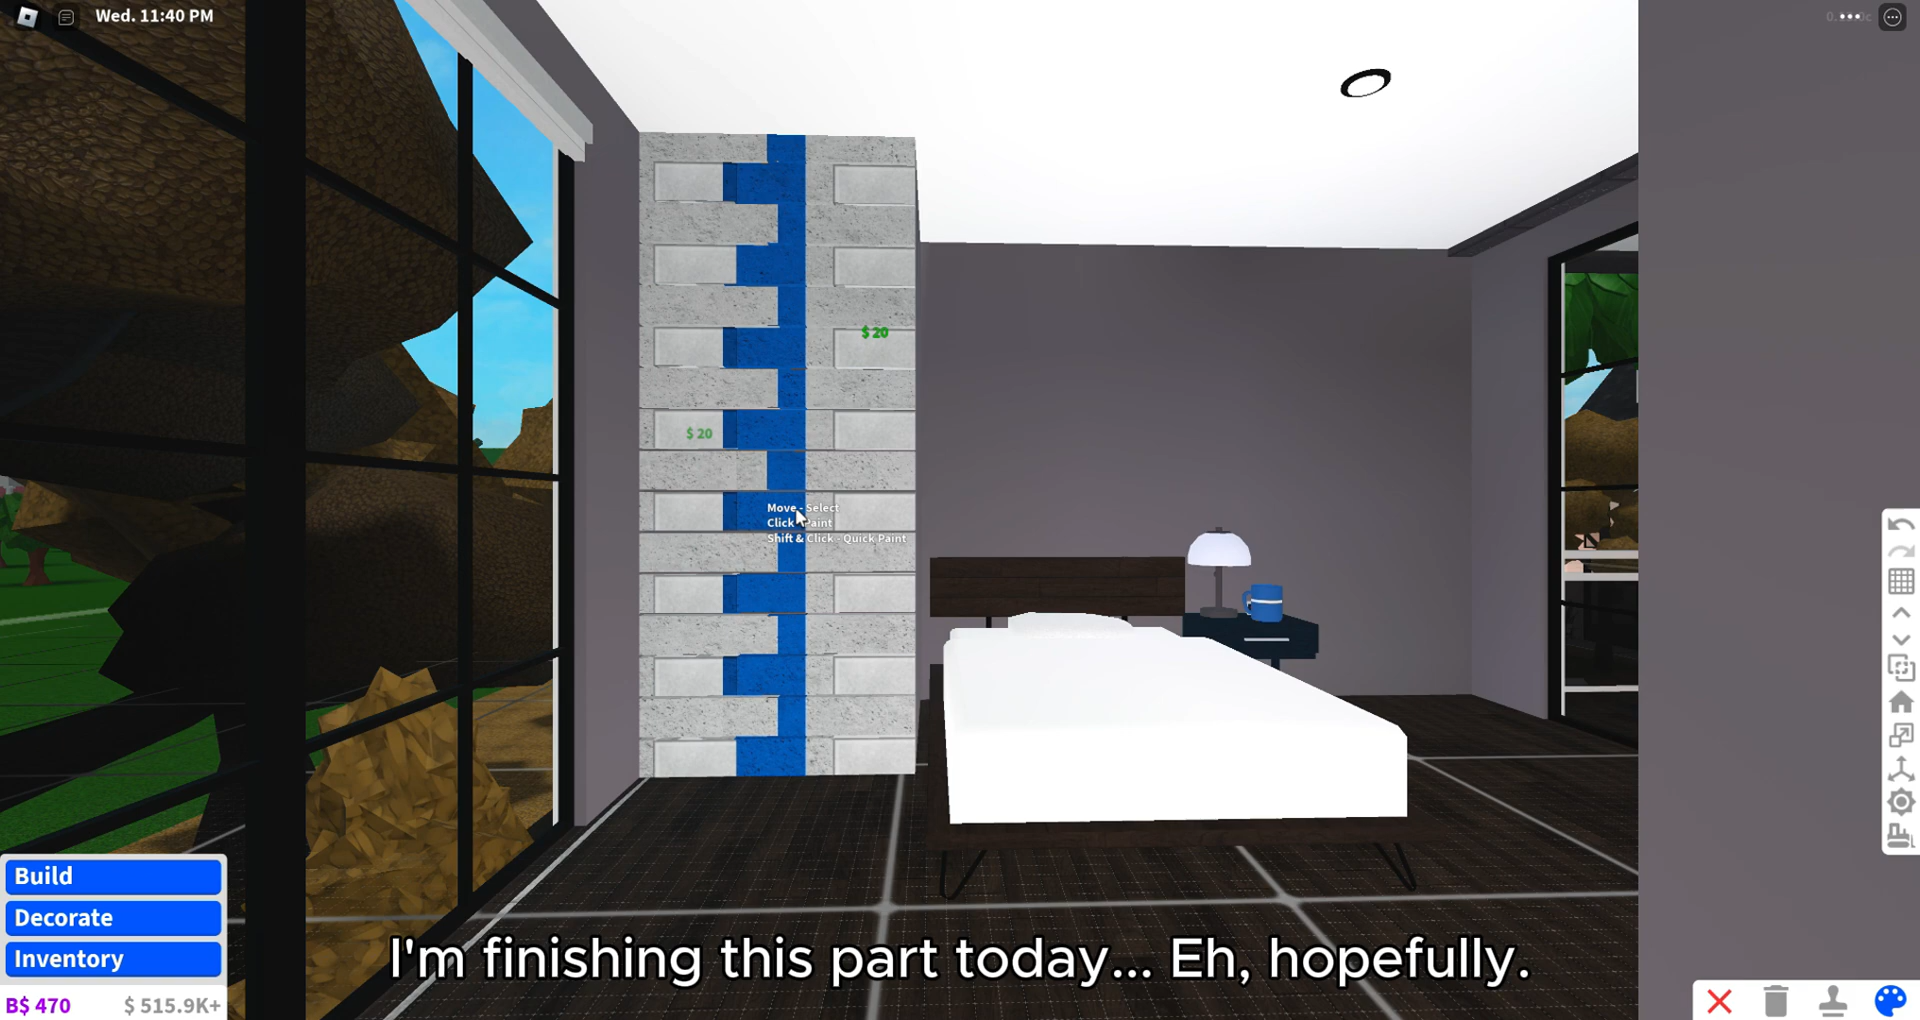 Wed. 11:40 PM
$ 20
$ 20
Move - Select
Click - Paint
Shift & Click - Quick Paint
Build
Decorate
Inventory
I'm finishing this part today... Eh, hopefully.
B$ 470
$ 515.9K+